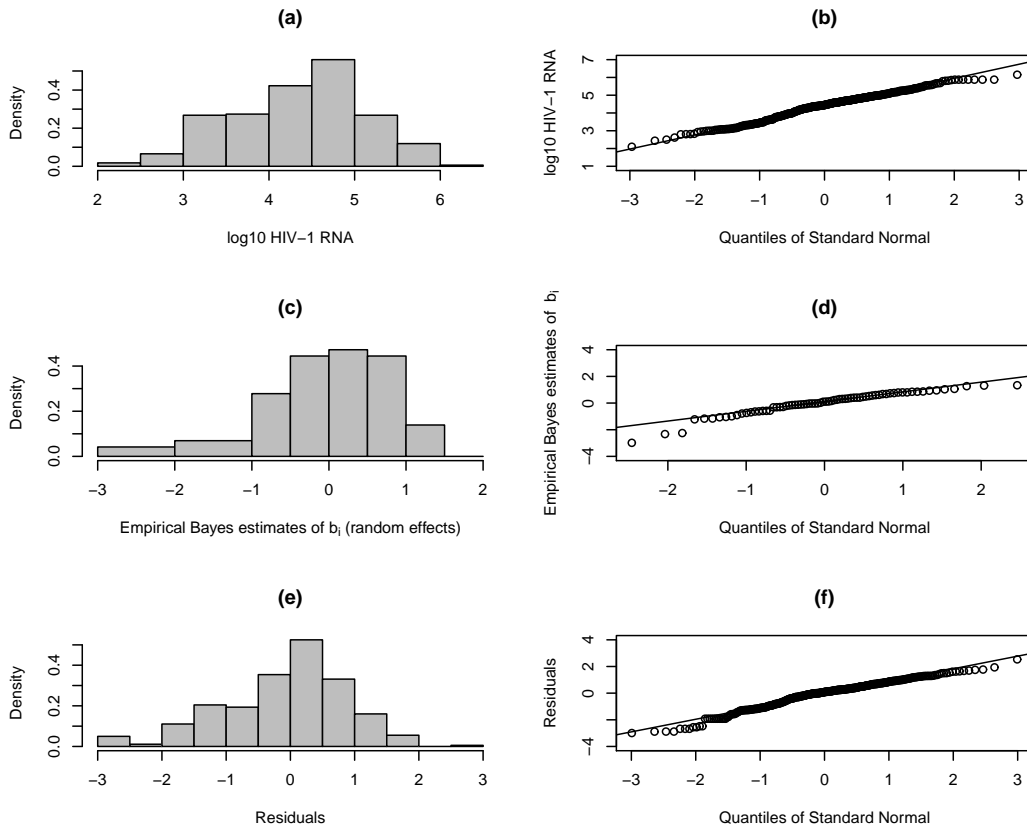 (a)
Density
0.0 0.2 0.4
2 3 4 5 6
log10 HIV−1 RNA
(b)
log10 HIV−1 RNA
1 3 5 7
−3 −2 −1 0 1 2 3
Quantiles of Standard Normal
(c)
Density
0.0 0.2 0.4
−3 −2 −1 0 1 2
Empirical Bayes estimates of bi (random effects)
(d)
Empirical Bayes estimates of bi
−4 0 2 4
−2 −1 0 1 2
Quantiles of Standard Normal
(e)
Density
0.0 0.2 0.4
−3 −2 −1 0 1 2 3
Residuals
(f)
Residuals
−4 0 2 4
−3 −2 −1 0 1 2 3
Quantiles of Standard Normal